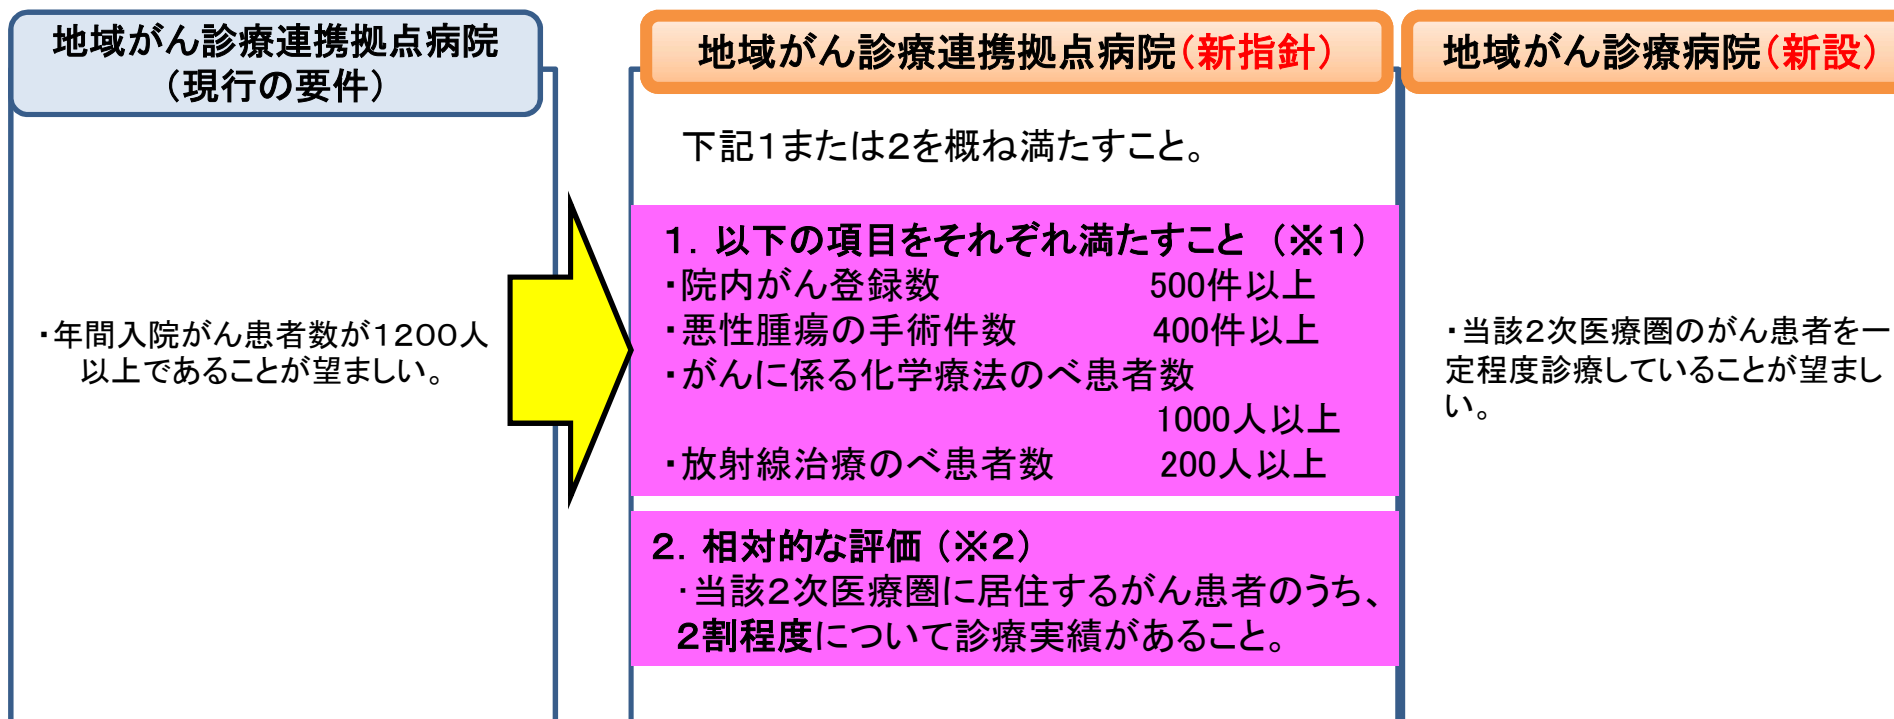 地域がん診療連携拠点病院
（現行の要件）
・年間入院がん患者数が１２００人
以上であることが望ましい。
地域がん診療連携拠点病院（新指針）
下記１または２を概ね満たすこと。
１．以下の項目をそれぞれ満たすこと （※１）
・院内がん登録数 500件以上
・悪性腫瘍の手術件数 400件以上
・がんに係る化学療法のべ患者数
1000人以上
・放射線治療のべ患者数 200人以上
２．相対的な評価（※２）
・当該２次医療圏に居住するがん患者のうち、
２割程度について診療実績があること。
地域がん診療病院（新設）
・当該２次医療圏のがん患者を一
定程度診療していることが望まし
い。